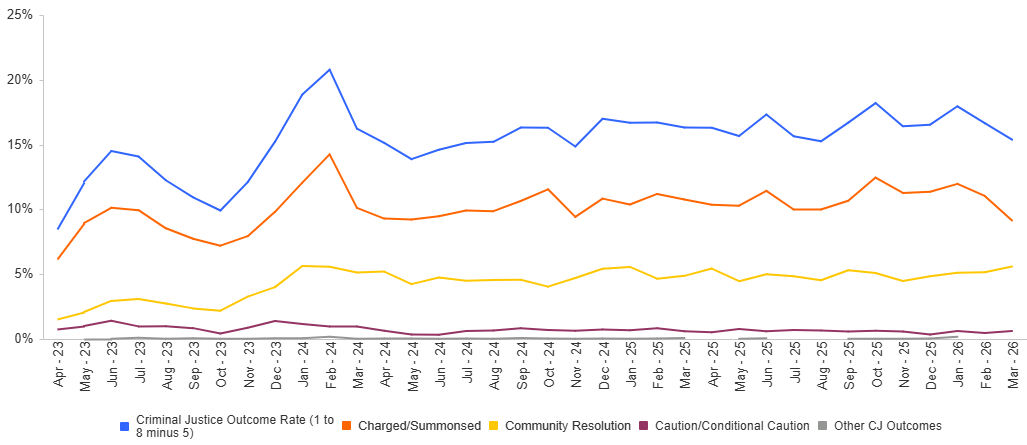 25%
20%
15%
10%
5%
0%
Apr - 23
May - 23
Jun - 23
Jul - 23
Aug - 23
Sep - 23
Oct - 23
Nov - 23
Dec - 23
Jan - 24
Feb - 24
Mar - 24
Apr - 24
May - 24
Jun - 24
Jul - 24
Aug - 24
Sep - 24
Oct - 24
Nov - 24
Dec - 24
Jan - 25
Feb - 25
Mar - 25
Apr - 25
May - 25
Jun - 25
Jul - 25
Aug - 25
Sep - 25
Oct - 25
Nov - 25
Dec - 25
Jan - 26
Feb - 26
Mar - 26
Criminal Justice Outcome Rate (1 to
8 minus 5)
Charged/Summonsed
Community Resolution
Caution/Conditional Caution
Other CJ Outcomes